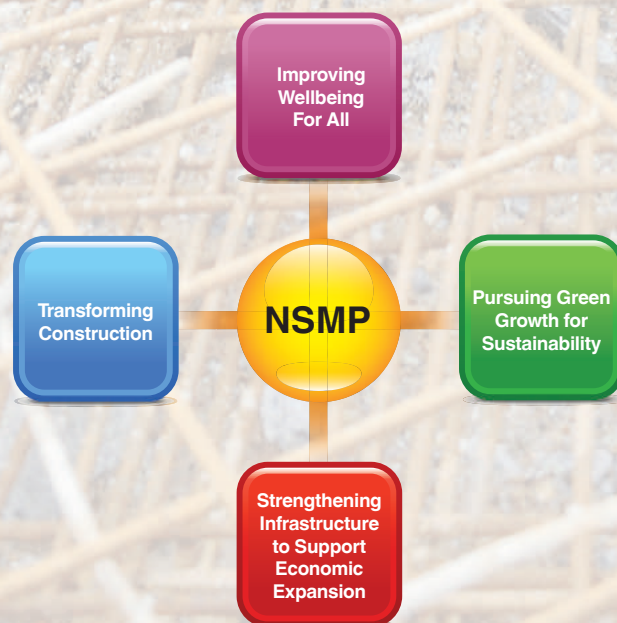 Improving
Wellbeing
For All
Transforming
Construction
NSMP
Pursuing Green
Growth for
Sustainability
Strengthening
Infrastructure
to Support
Economic
Expansion